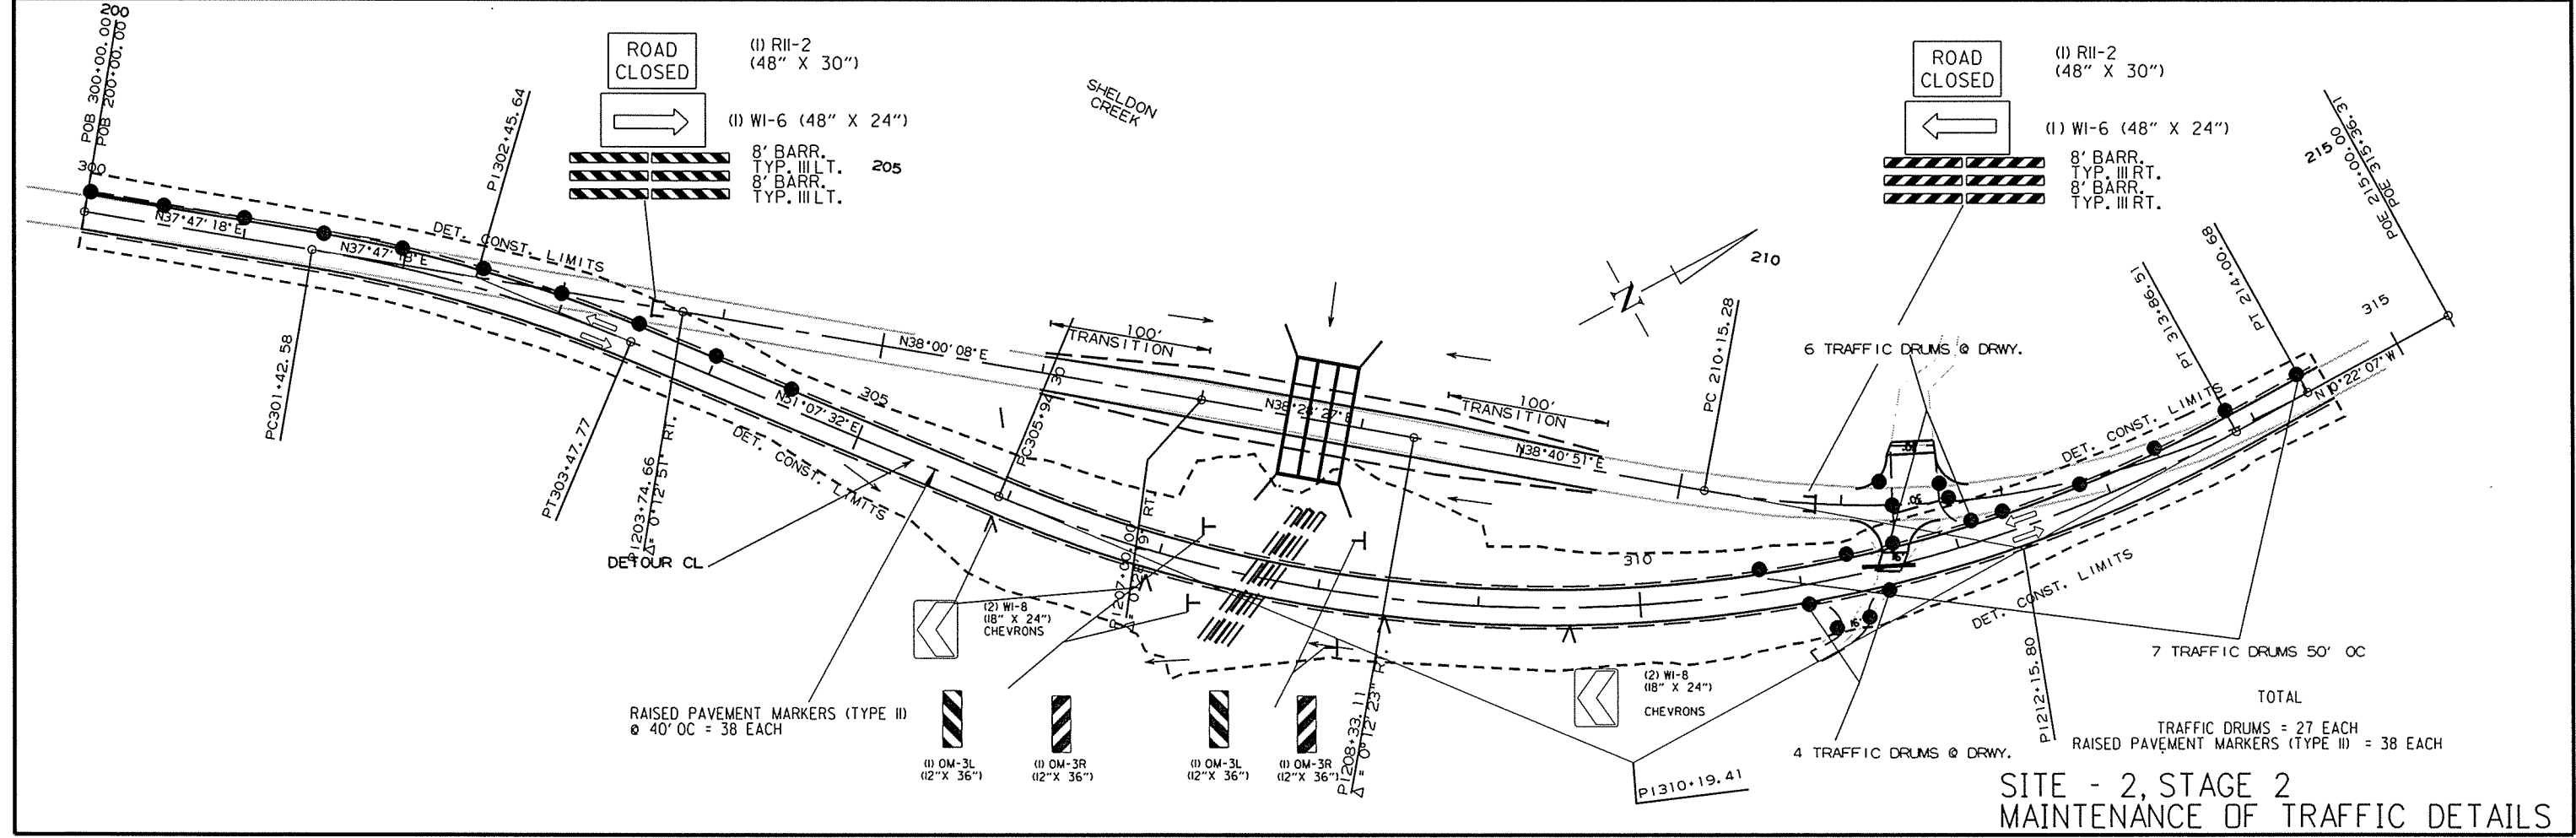 200
POB 300+00.00
POB 200+00.00
300
N37°47'18"E
N37°47'18"E
PI302+45.64
PC301+42.58
DET. CONST. LIMITS
ROAD
CLOSED
(1) R11-2
(48" X 30")
(1) W1-6 (48" X 24")
8' BARR.
TYP. III LT.
8' BARR.
TYP. III LT.
205
SHELDON
CREEK
PT303+47.77
PI203+74.66
Δ= 0°12'51" RT.
N51°07'32"E
305
DET. CONST. LIMITS
DETOUR CL
N38°00'08"E
PC305+94.30
100'
TRANSITION
N
210
100'
TRANSITION
N38°40'51"E
PC 210+15.28
ROAD
CLOSED
(1) R11-2
(48" X 30")
(1) W1-6 (48" X 24")
8' BARR.
TYP. III RT.
8' BARR.
TYP. III RT.
215
POE 215+00.00
POE 315+36.31
6 TRAFFIC DRUMS @ DRWY.
PT 313+86.51
PT 214+00.68
315
N10°22'07"W
DET. CONST. LIMITS
310
16'
DET. CONST. LIMITS
(2) W1-8
(18" X 24")
CHEVRONS
PI207+00.00
RAISED PAVEMENT MARKERS (TYPE II)
@ 40' OC = 38 EACH
(1) OM-3L
(12"X 36")
(1) OM-3R
(12"X 36")
(1) OM-3L
(12"X 36")
(1) OM-3R
(12"X 36")
PI208+33.11
Δ= 0°12'23" R.
(2) W1-8
(18" X 24")
CHEVRONS
PI310+19.41
4 TRAFFIC DRUMS @ DRWY.
PI212+15.80
7 TRAFFIC DRUMS 50' OC
TOTAL
TRAFFIC DRUMS = 27 EACH
RAISED PAVEMENT MARKERS (TYPE II) = 38 EACH
SITE - 2, STAGE 2
MAINTENANCE OF TRAFFIC DETAILS